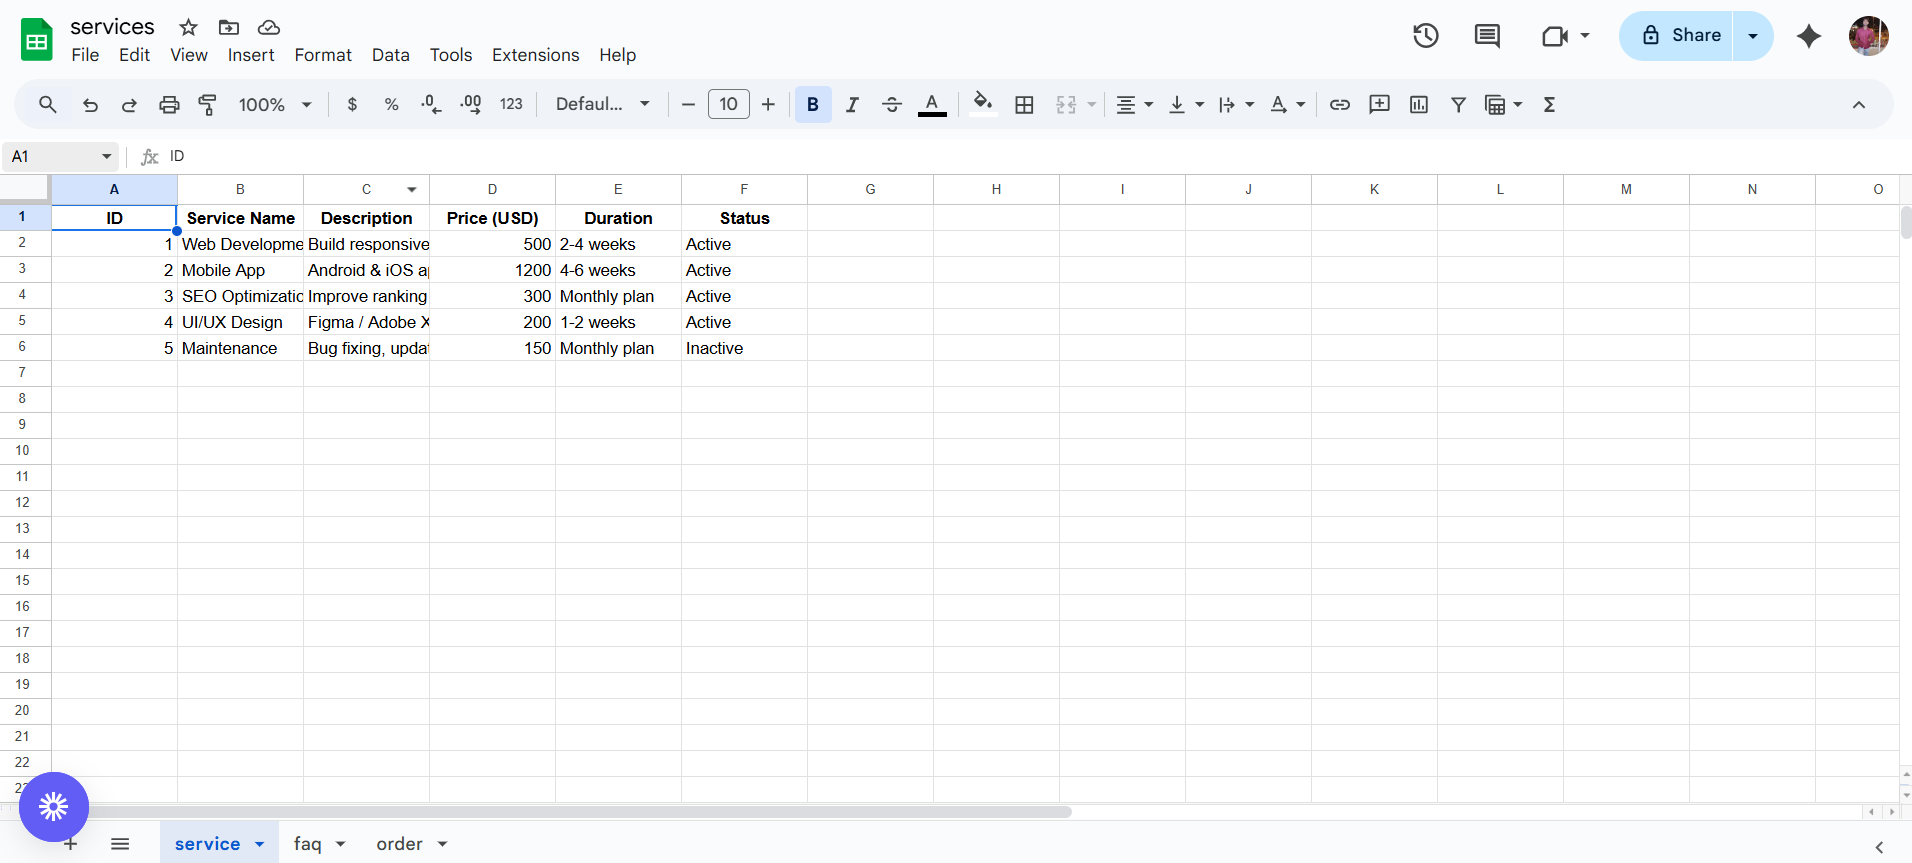 services
File Edit View Insert Format Data Tools Extensions Help
Share
100% $ % .0 .00 123 Defaul... 10 B I A A Σ
A1 fx ID
A B C D E F G H I J K L M N O
1 ID Service Name Description Price (USD) Duration Status
2 1 Web Developme Build responsive 500 2-4 weeks Active
3 2 Mobile App Android & iOS a 1200 4-6 weeks Active
4 3 SEO Optimizatic Improve ranking 300 Monthly plan Active
5 4 UI/UX Design Figma / Adobe X 200 1-2 weeks Active
6 5 Maintenance Bug fixing, updat 150 Monthly plan Inactive
7
8
9
10
11
12
13
14
15
16
17
18
19
20
21
22
service faq order